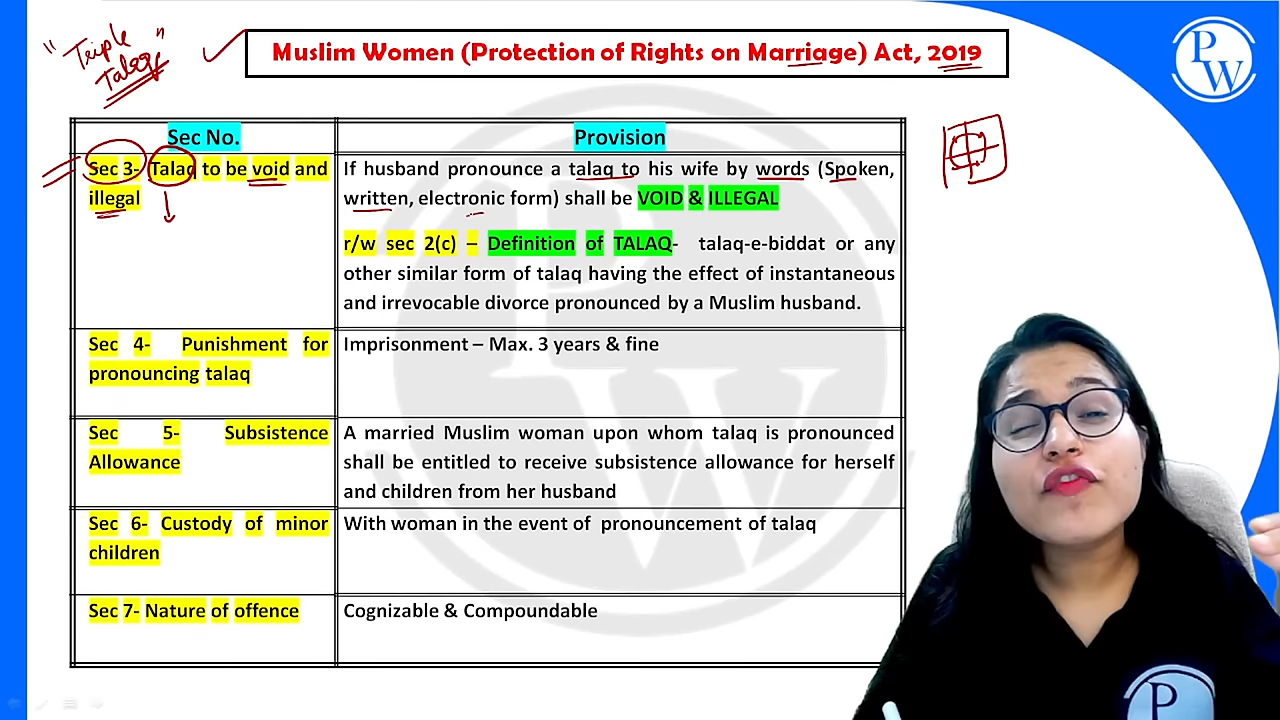 "Triple Talaq"
Muslim Women (Protection of Rights on Marriage) Act, 2019
PW
Sec No.
Provision
Sec 3- Talaq to be void and
illegal
If husband pronounce a talaq to his wife by words (Spoken,
written, electronic form) shall be VOID & ILLEGAL
r/w sec 2(c) – Definition of TALAQ- talaq-e-biddat or any
other similar form of talaq having the effect of instantaneous
and irrevocable divorce pronounced by a Muslim husband.
Sec 4- Punishment for
pronouncing talaq
Imprisonment – Max. 3 years & fine
Sec 5- Subsistence
Allowance
A married Muslim woman upon whom talaq is pronounced
shall be entitled to receive subsistence allowance for herself
and children from her husband
Sec 6- Custody of minor
children
With woman in the event of pronouncement of talaq
Sec 7- Nature of offence
Cognizable & Compoundable
PW
P